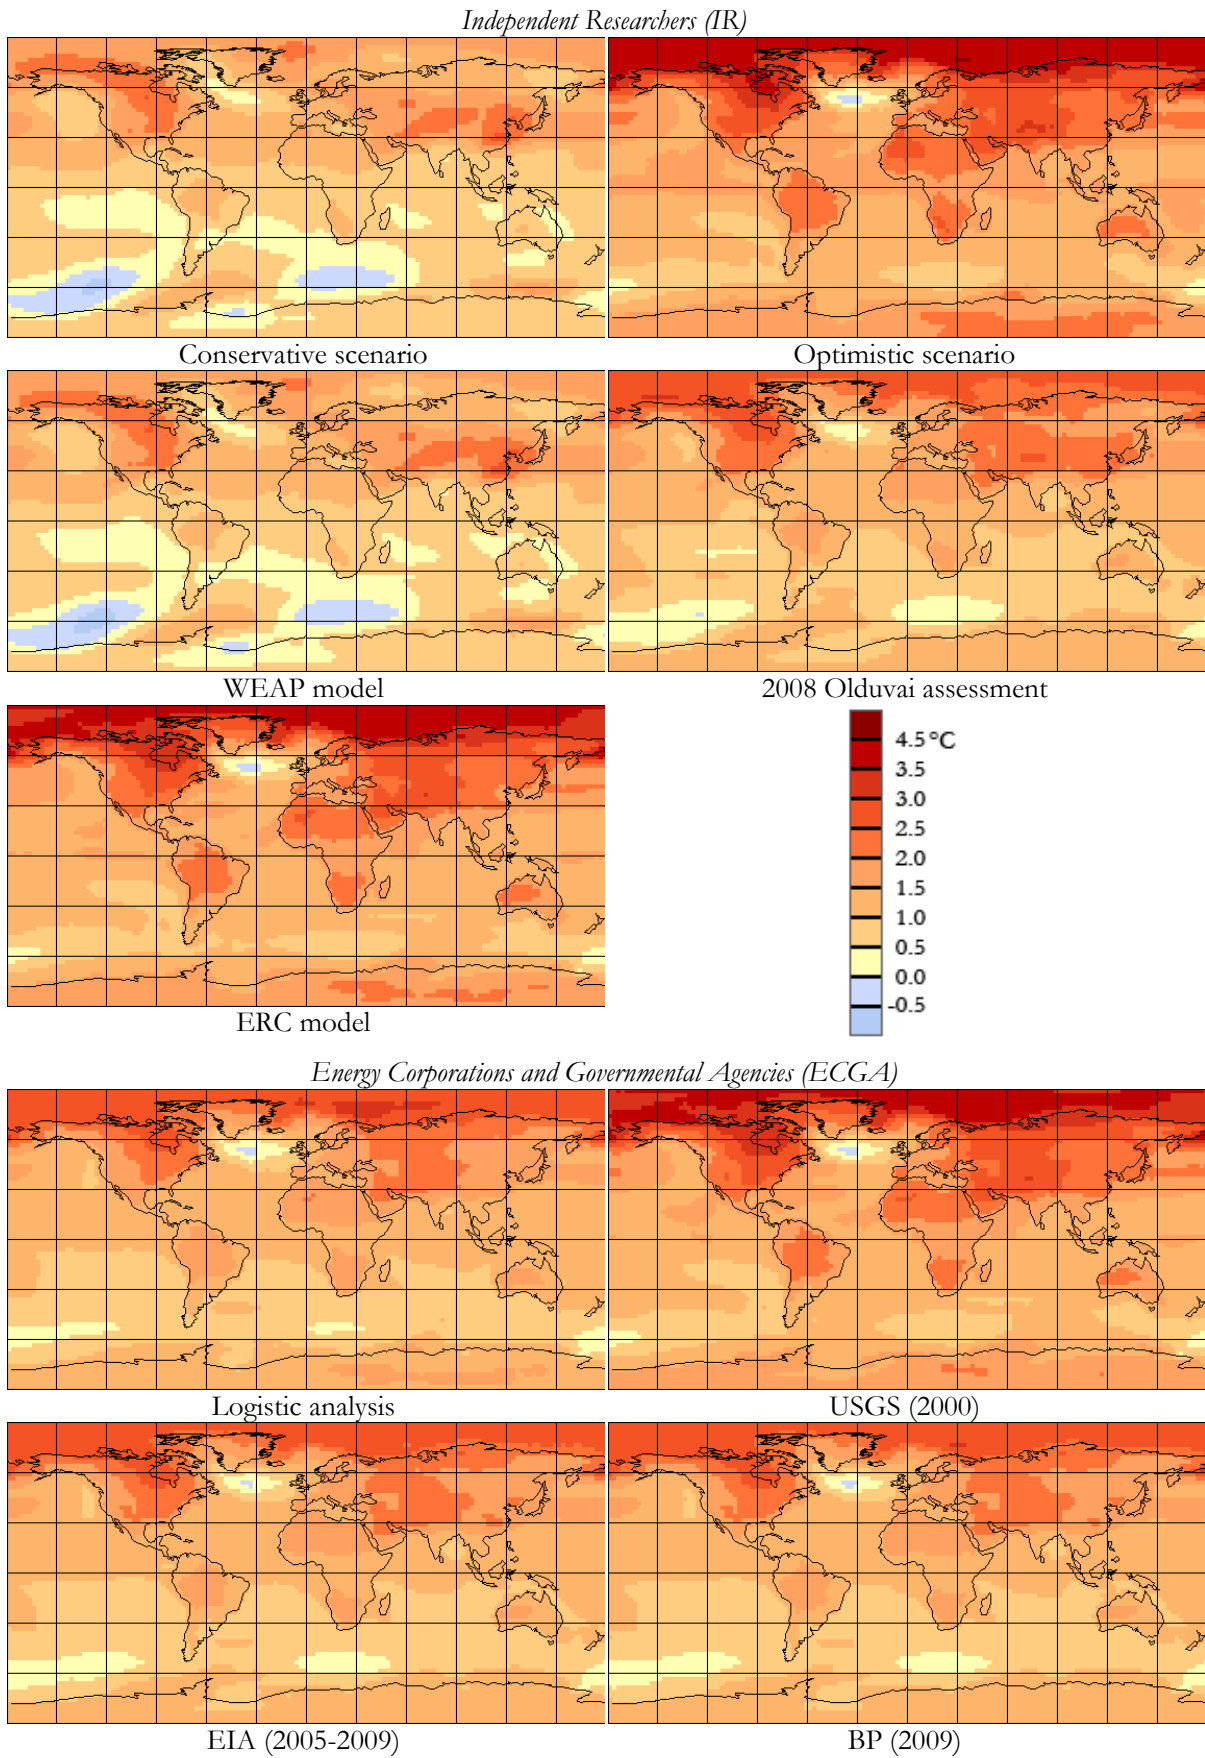 Independent Researchers (IR)
Conservative scenario
Optimistic scenario
WEAP model
2008 Olduvai assessment
4.5°C
3.5
3.0
2.5
2.0
1.5
1.0
0.5
0.0
-0.5
ERC model
Energy Corporations and Governmental Agencies (ECGA)
Logistic analysis
USGS (2000)
EIA (2005-2009)
BP (2009)